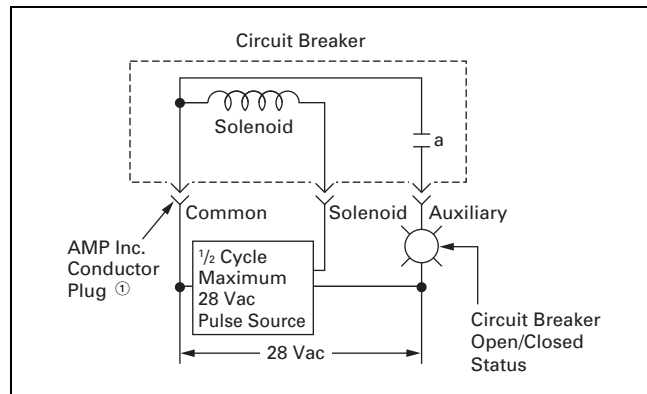 Circuit Breaker
Solenoid
a
Common
Solenoid
Auxiliary
AMP Inc.
Conductor
Plug ①
1/2 Cycle
Maximum
28 Vac
Pulse Source
Circuit Breaker
Open/Closed
Status
28 Vac